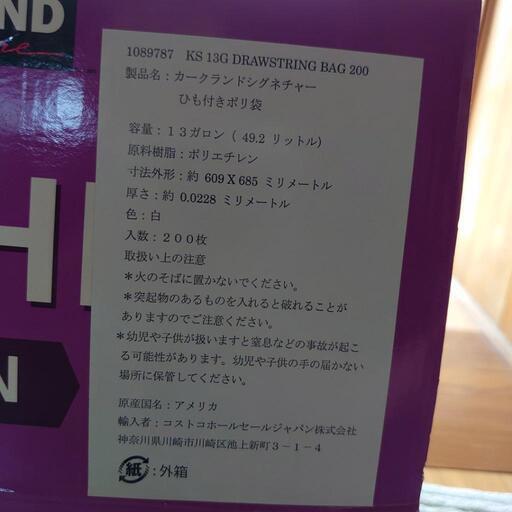 ND
1089787 KS 13G DRAWSTRING BAG 200
製品名：カークランドシグネチャー
ひも付きポリ袋
容量：１３ガロン（ 49.2 リットル）
原料樹脂：ポリエチレン
寸法外形：約 609 X 685 ミリメートル
厚さ：約 0.0228 ミリメートル
色：白
入数：２００枚
取扱い上の注意
＊火のそばに置かないでください。
＊突起物のあるものを入れると破れることが
ありますのでご注意ください。
＊幼児や子供が扱いますと窒息などの事故が起こ
る可能性があります。幼児や子供の手の届かない
場所に保管してください。
原産国名：アメリカ
輸入者：コストコホールセールジャパン株式会社
神奈川県川崎市川崎区池上新町３－１－４
紙：外箱
N